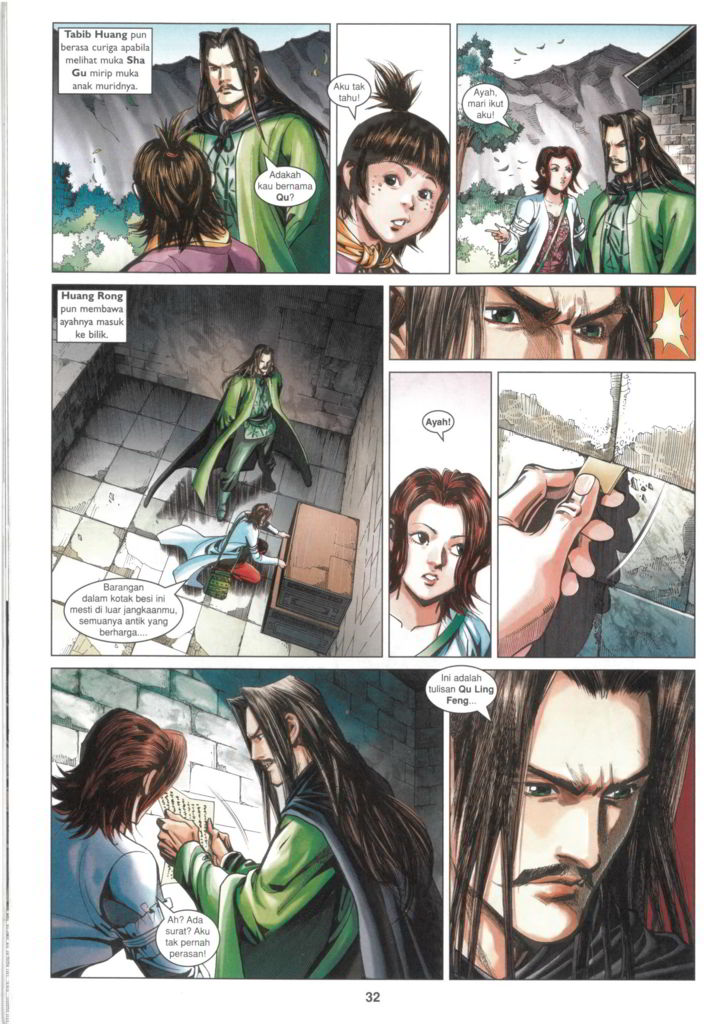 Tabib Huang pun
berasa curiga apabila
melihat muka Sha
Gu mirip muka
anak muridnya.
Adakah
kau bernama
Qu?
Aku tak
tahu!
Ayah,
mari ikut
aku!
Huang Rong
pun membawa
ayahnya masuk
ke bilik.
Barangan
dalam kotak besi ini
mesti di luar jangkaanmu,
semuanya antik yang
berharga....
Ayah!
Ah? Ada
surat? Aku
tak pernah
perasan!
Ini adalah
tulisan Qu Ling
Feng...
32